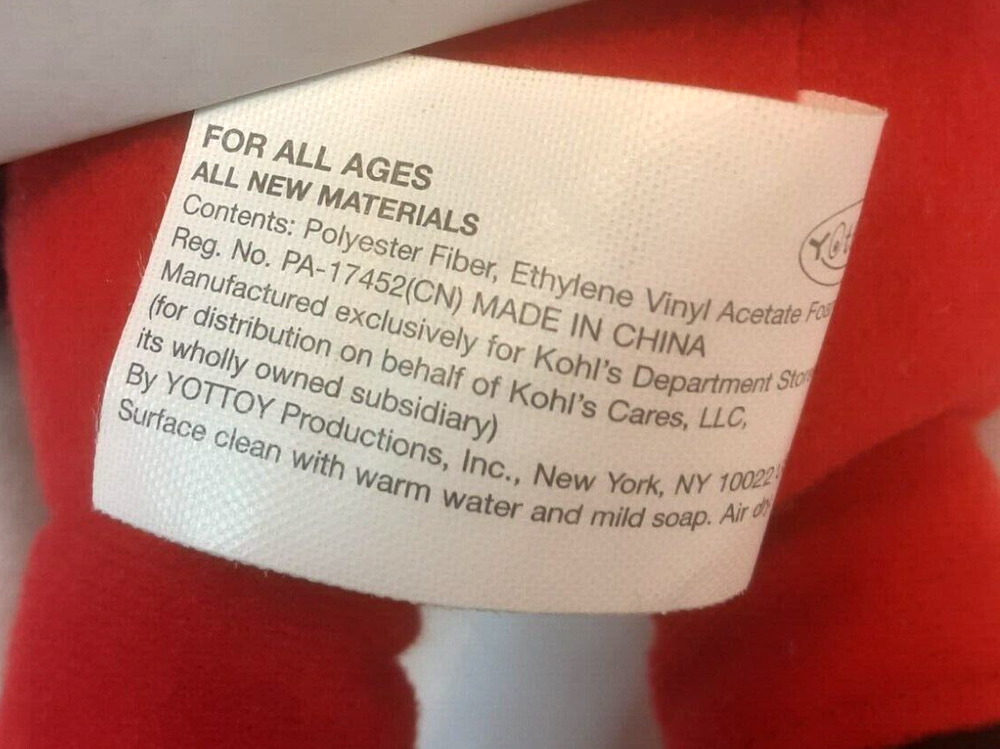 FOR ALL AGES
ALL NEW MATERIALS
Contents: Polyester Fiber, Ethylene Vinyl Acetate
Reg. No. PA-17452(CN) MADE IN CHINA
Manufactured exclusively for Kohl's Department
(for distribution on behalf of Kohl's Cares, LLC,
its wholly owned subsidiary)
By YOTTOY Productions, Inc., New York, NY 10022
Surface clean with warm water and mild soap. Air